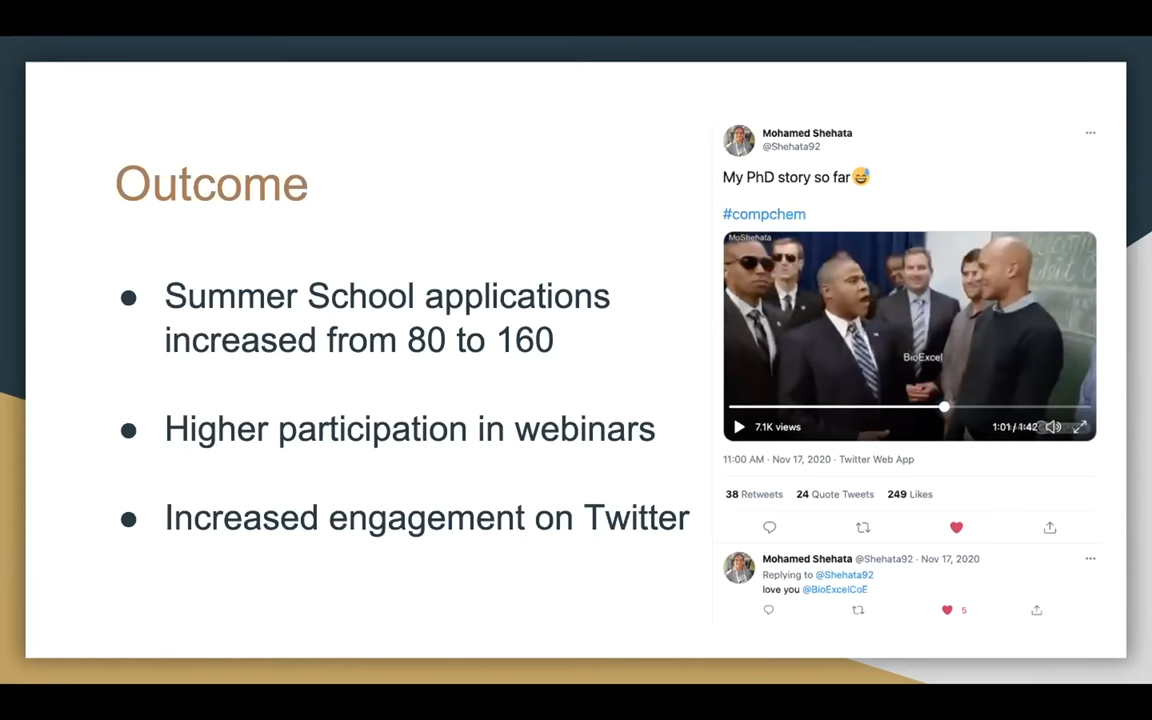 Outcome
● Summer School applications
increased from 80 to 160
● Higher participation in webinars
● Increased engagement on Twitter
Mohamed Shehata
@Shehata92
My PhD story so far😅
#compchem
MoShehata
BioExcel
7.1K views
1:01/1:42
11:00 AM · Nov 17, 2020 · Twitter Web App
38 Retweets 24 Quote Tweets 249 Likes
Mohamed Shehata @Shehata92 · Nov 17, 2020
Replying to @Shehata92
love you @BioExcelCoE
5